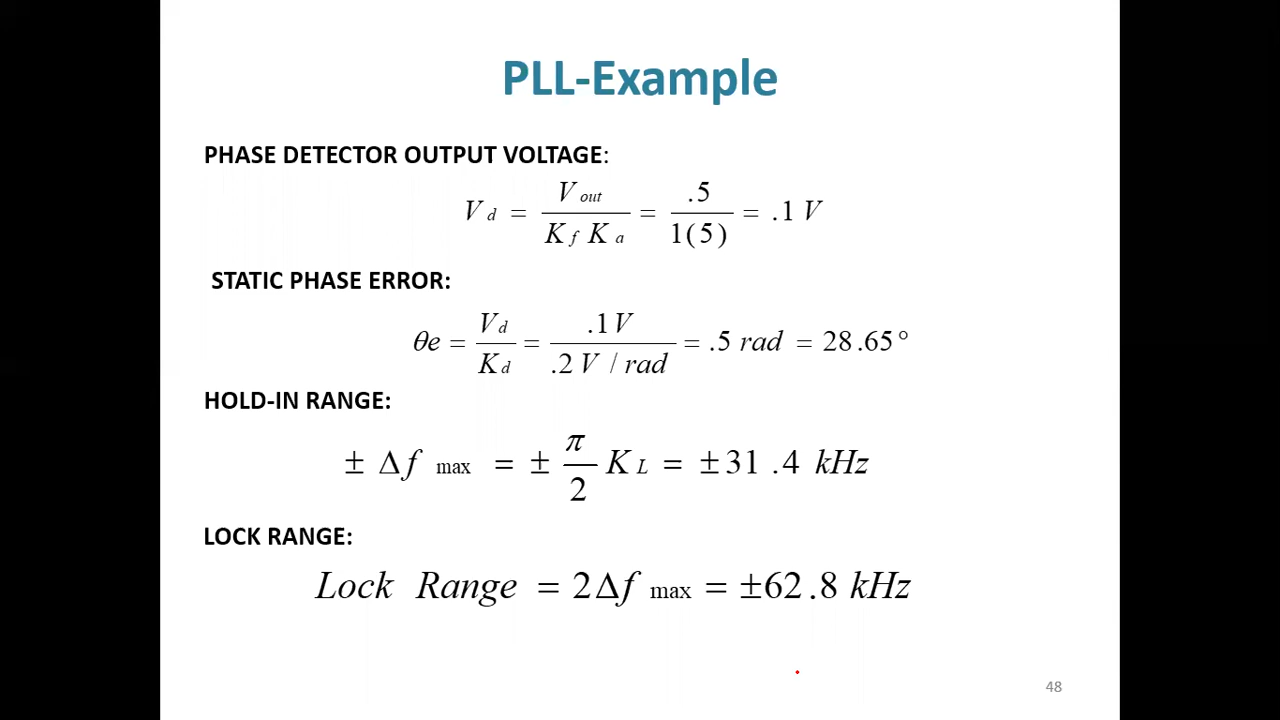 PLL-Example
PHASE DETECTOR OUTPUT VOLTAGE:
V d = V out / K f K a = .5 / 1(5) = .1 V
STATIC PHASE ERROR:
θe = V d / K d = .1 V / .2 V / rad = .5 rad = 28.65°
HOLD-IN RANGE:
± Δf max = ± π / 2 K L = ±31.4 kHz
LOCK RANGE:
Lock Range = 2Δf max = ±62.8 kHz
48